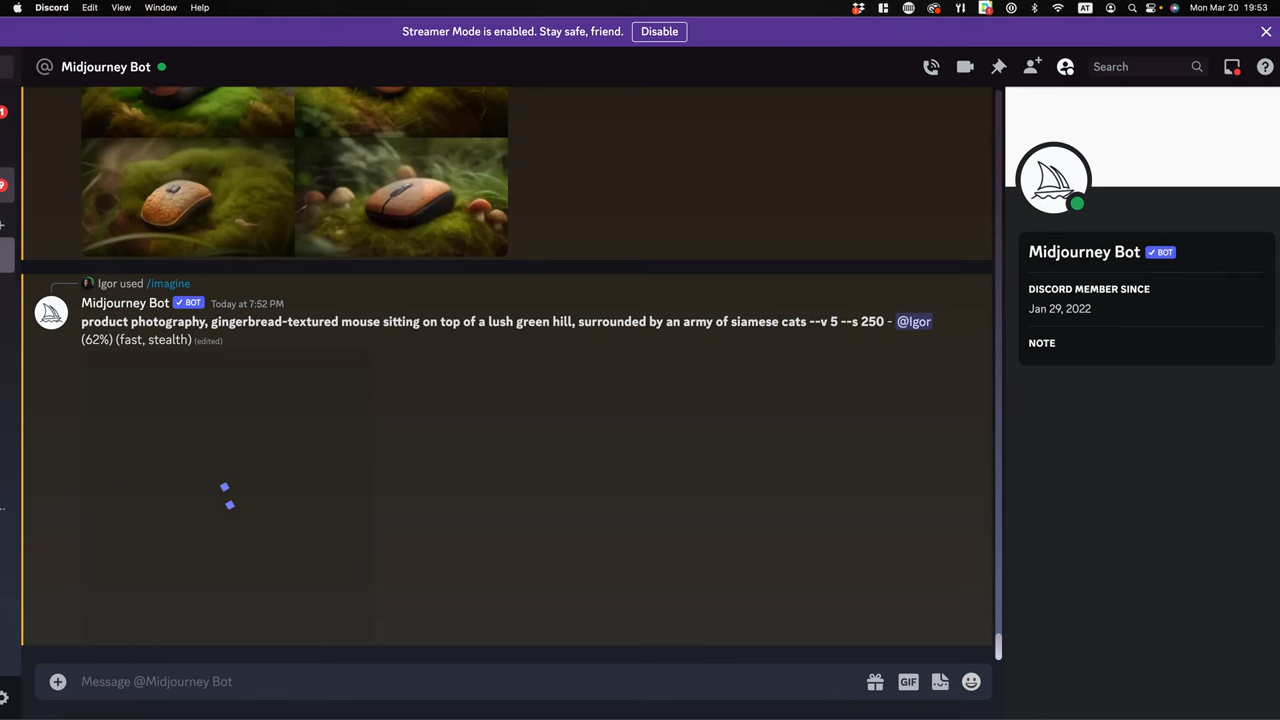 Discord Edit View Window Help AT Mon Mar 20 19:53
Streamer Mode is enabled. Stay safe, friend. Disable
Midjourney Bot Search
1
9
Midjourney Bot BOT
DISCORD MEMBER SINCE
Jan 29, 2022
NOTE
Igor used /imagine
Midjourney Bot BOT Today at 7:52 PM
product photography, gingerbread-textured mouse sitting on top of a lush green hill, surrounded by an army of siamese cats --v 5 --s 250 - @Igor
(62%) (fast, stealth) (edited)
Message @Midjourney Bot GIF